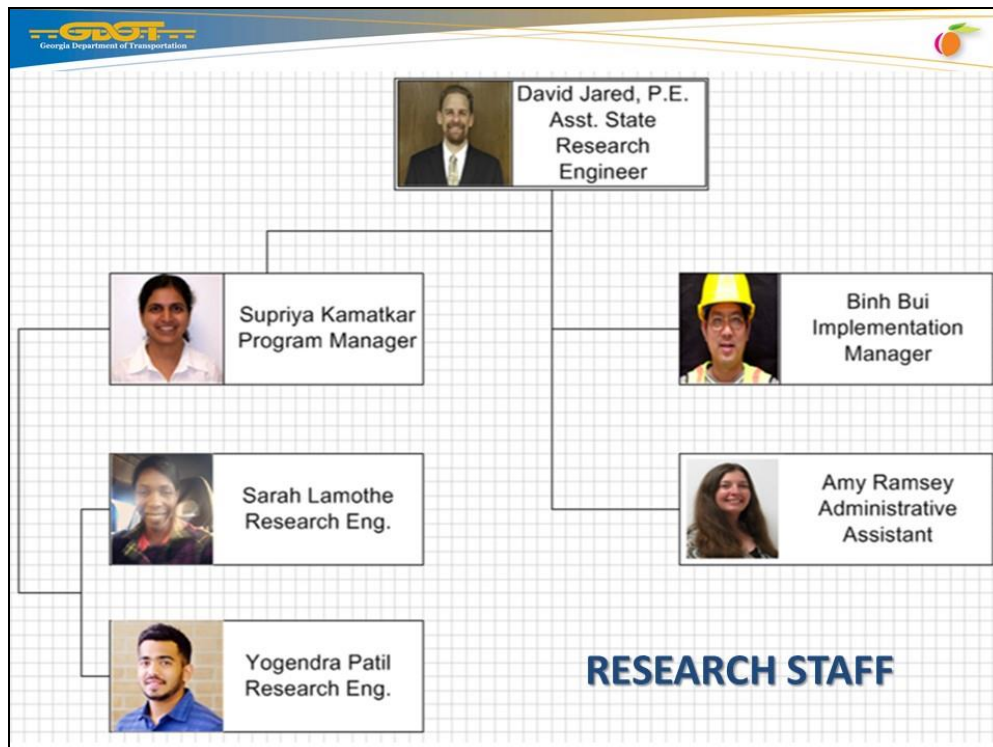 GDOT
Georgia Department of Transportation
David Jared, P.E.
Asst. State
Research
Engineer
Supriya Kamatkar
Program Manager
Binh Bui
Implementation
Manager
Sarah Lamothe
Research Eng.
Amy Ramsey
Administrative
Assistant
Yogendra Patil
Research Eng.
RESEARCH STAFF